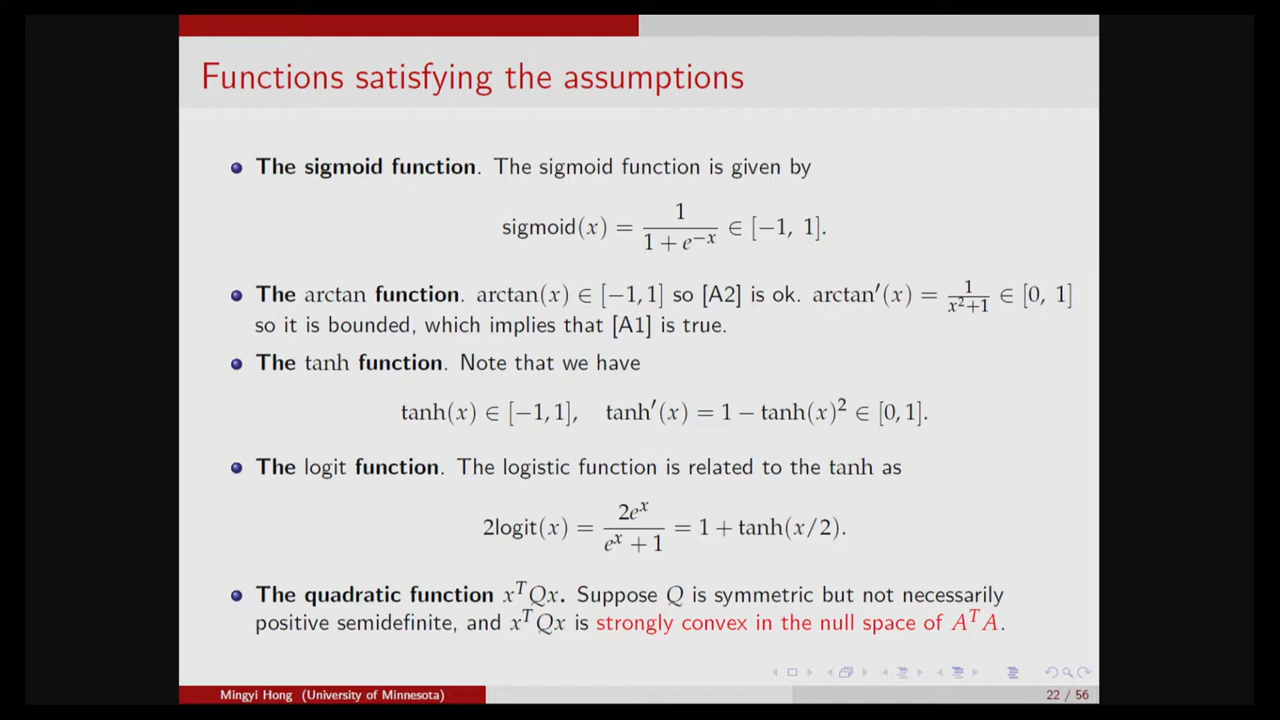 Functions satisfying the assumptions
The sigmoid function. The sigmoid function is given by
sigmoid(x) = 1 / (1 + e^{−x}) ∈ [−1, 1].
The arctan function. arctan(x) ∈ [−1, 1] so [A2] is ok. arctan′(x) = 1 / (x^2+1) ∈ [0, 1]
so it is bounded, which implies that [A1] is true.
The tanh function. Note that we have
tanh(x) ∈ [−1, 1], tanh′(x) = 1 − tanh(x)^2 ∈ [0, 1].
The logit function. The logistic function is related to the tanh as
2logit(x) = 2e^x / (e^x + 1) = 1 + tanh(x/2).
The quadratic function x^T Qx. Suppose Q is symmetric but not necessarily
positive semidefinite, and x^T Qx is strongly convex in the null space of A^T A.
Mingyi Hong (University of Minnesota)
22 / 56